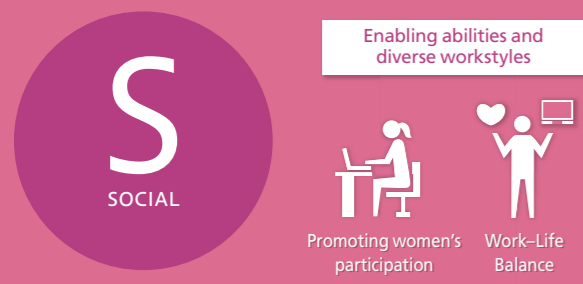 S
SOCIAL
Enabling abilities and
diverse workstyles
Promoting women's
participation
Work–Life
Balance